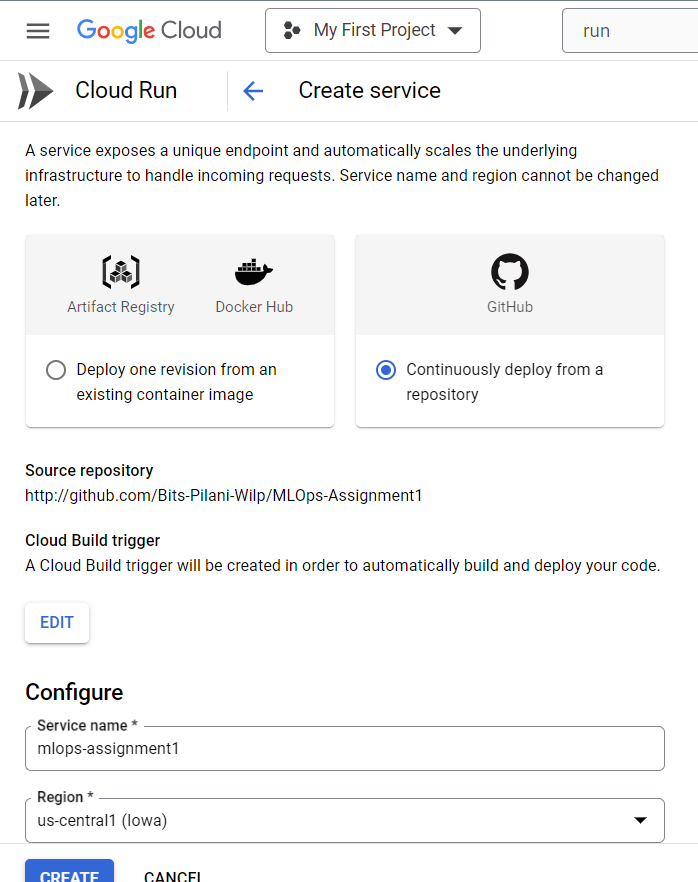 Google Cloud
My First Project
run
Cloud Run
Create service
A service exposes a unique endpoint and automatically scales the underlying
infrastructure to handle incoming requests. Service name and region cannot be changed
later.
Artifact Registry
Docker Hub
GitHub
Deploy one revision from an
existing container image
Continuously deploy from a
repository
Source repository
http://github.com/Bits-Pilani-Wilp/MLOps-Assignment1
Cloud Build trigger
A Cloud Build trigger will be created in order to automatically build and deploy your code.
EDIT
Configure
Service name *
mlops-assignment1
Region *
us-central1 (Iowa)
CREATE
CANCEL